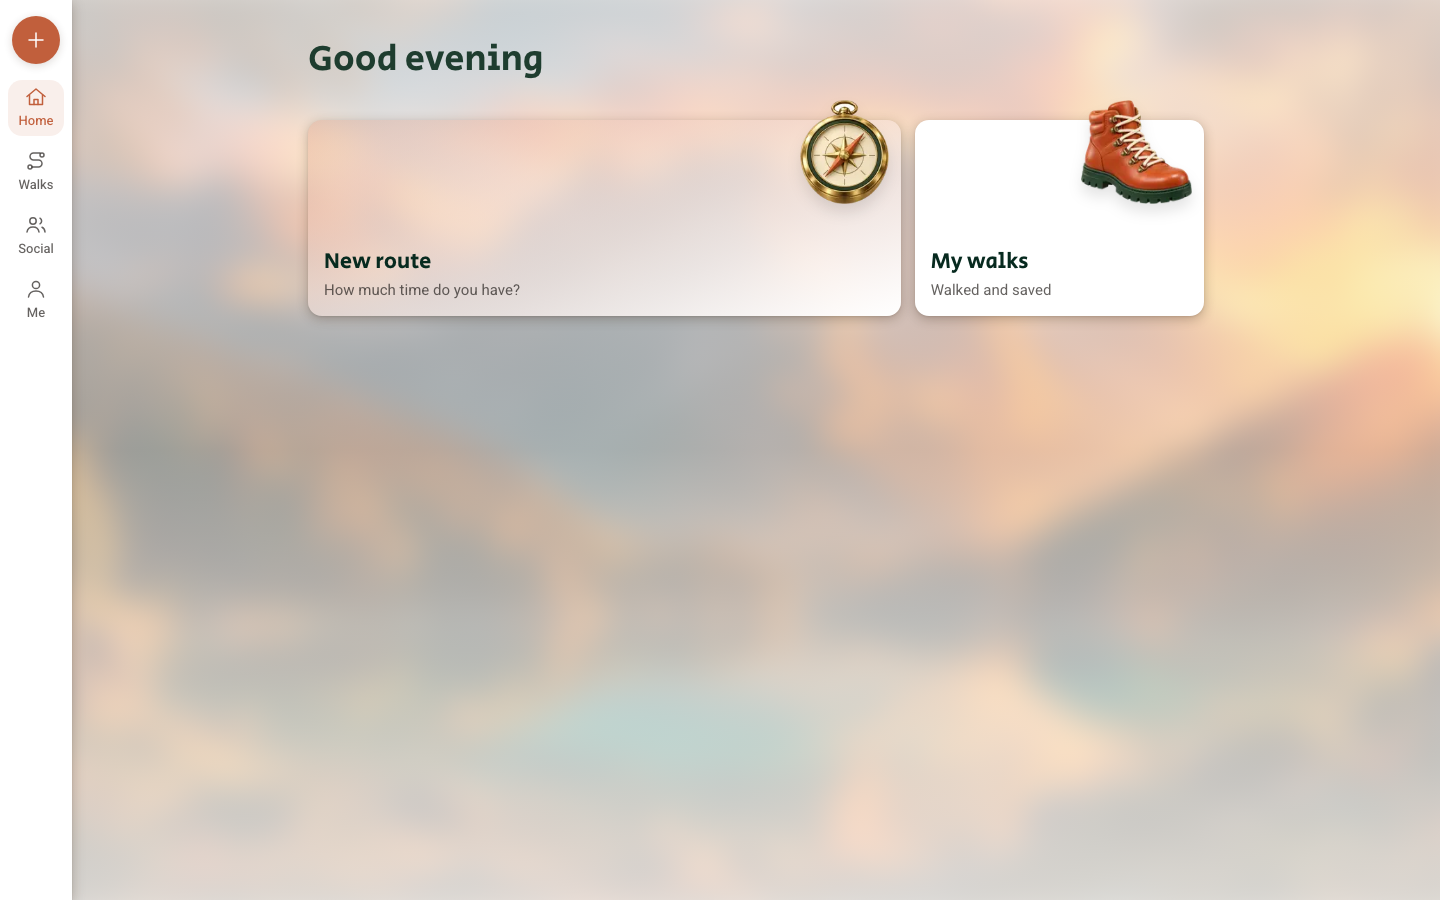 Home
Walks
Social
Me
Good evening
New route
How much time do you have?
My walks
Walked and saved